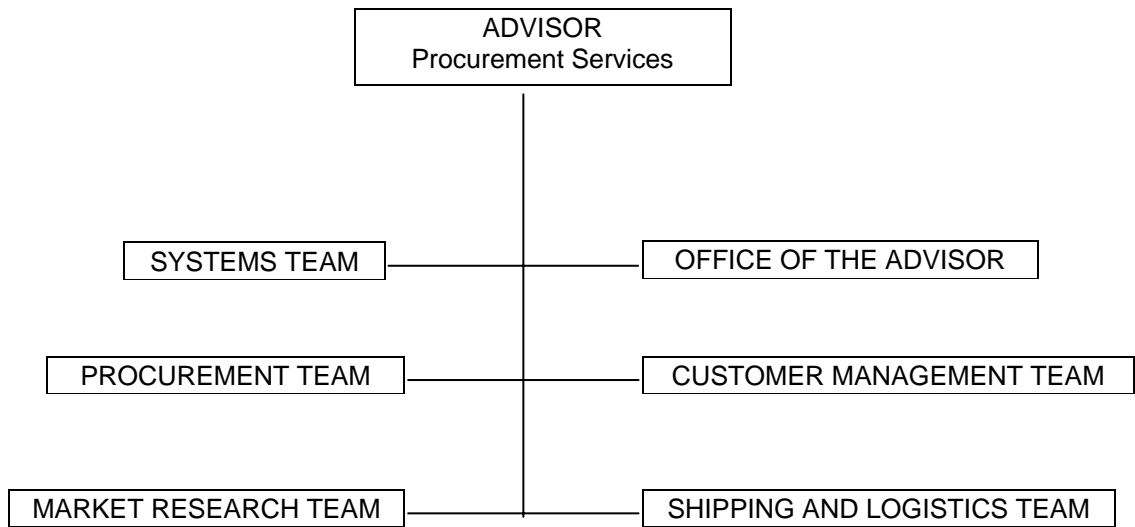 ADVISOR
Procurement Services
SYSTEMS TEAM
OFFICE OF THE ADVISOR
PROCUREMENT TEAM
CUSTOMER MANAGEMENT TEAM
MARKET RESEARCH TEAM
SHIPPING AND LOGISTICS TEAM